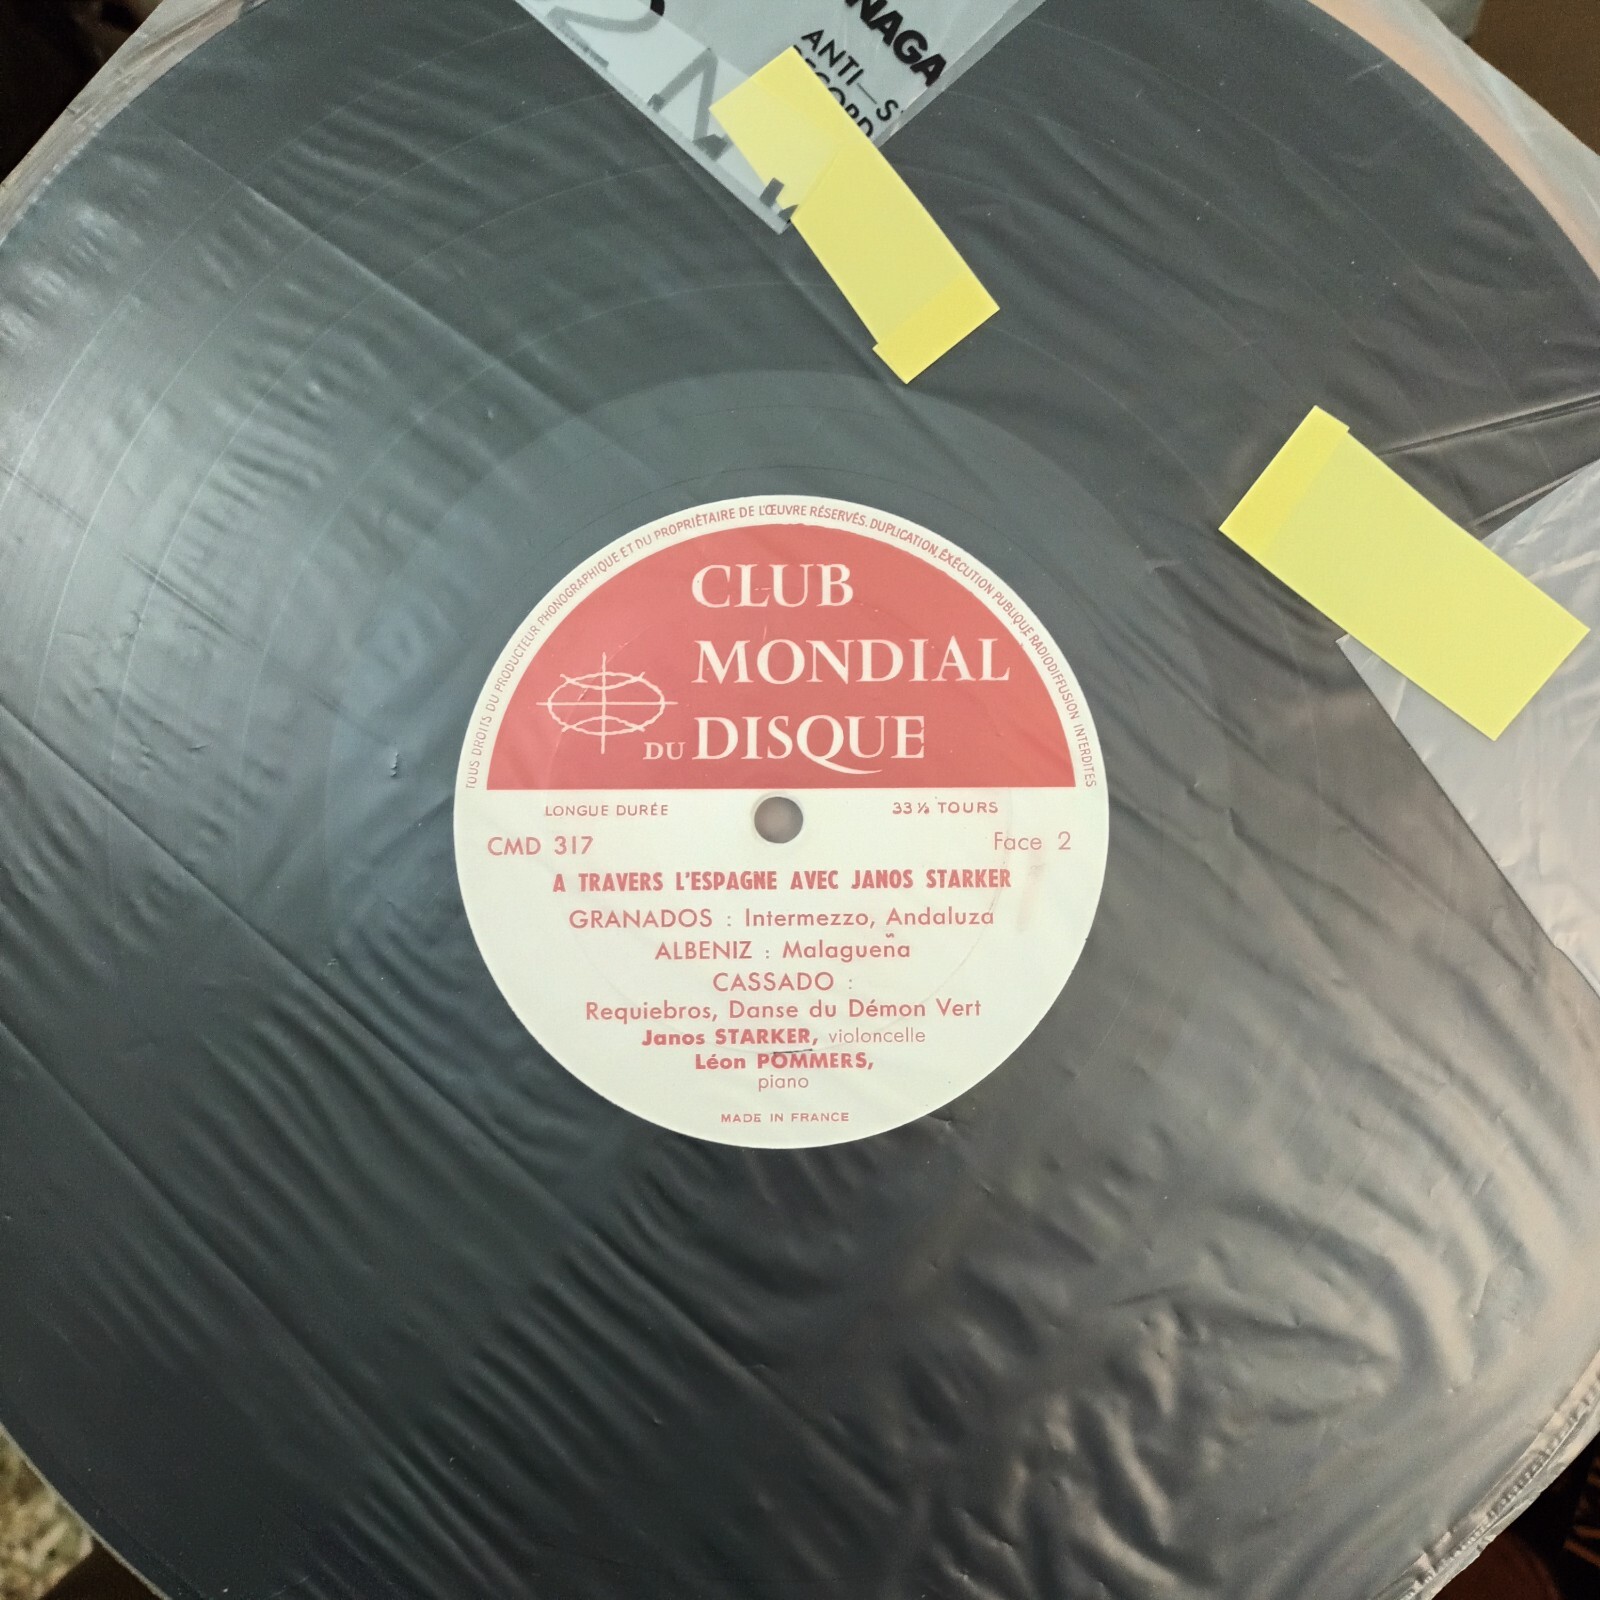 NAGA
ANTI-S
TOUS DROITS DU PRODUCTEUR PHONOGRAPHIQUE ET DU PROPRIÉTAIRE DE L'ŒUVRE RÉSERVÉS. DUPLICATION, EXÉCUTION PUBLIQUE RADIODIFFUSION INTERDITES
CLUB
MONDIAL
DU DISQUE
LONGUE DURÉE 33 ⅓ TOURS
CMD 317 Face 2
A TRAVERS L'ESPAGNE AVEC JANOS STARKER
GRANADOS : Intermezzo, Andaluza
ALBENIZ : Malagueña
CASSADO :
Requiebros, Danse du Démon Vert
Janos STARKER, violoncelle
Léon POMMERS,
piano
MADE IN FRANCE